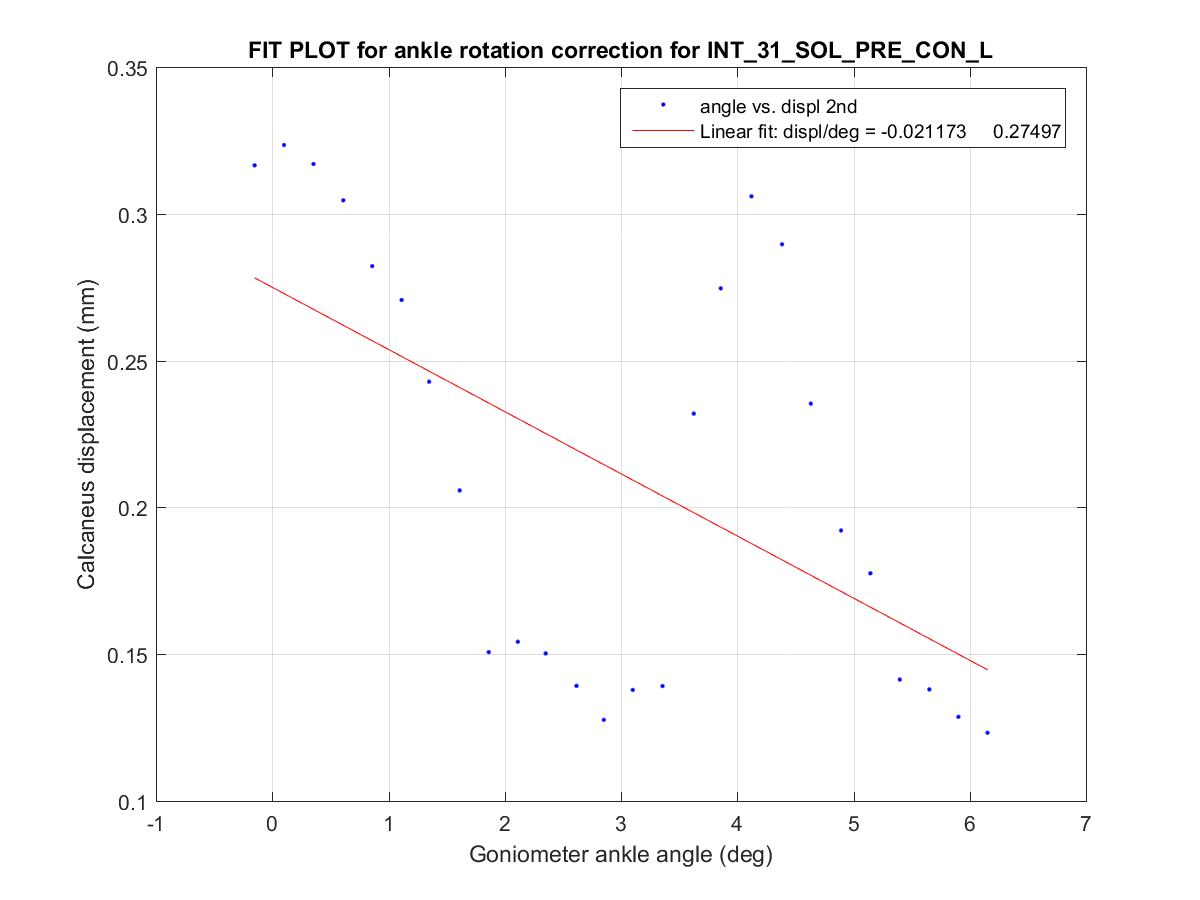 FIT PLOT for ankle rotation correction for INT_31_SOL_PRE_CON_L
angle vs. displ 2nd
Linear fit: displ/deg = -0.021173 0.27497
Calcaneus displacement (mm)
0.35
0.3
0.25
0.2
0.15
0.1
-1 0 1 2 3 4 5 6 7
Goniometer ankle angle (deg)